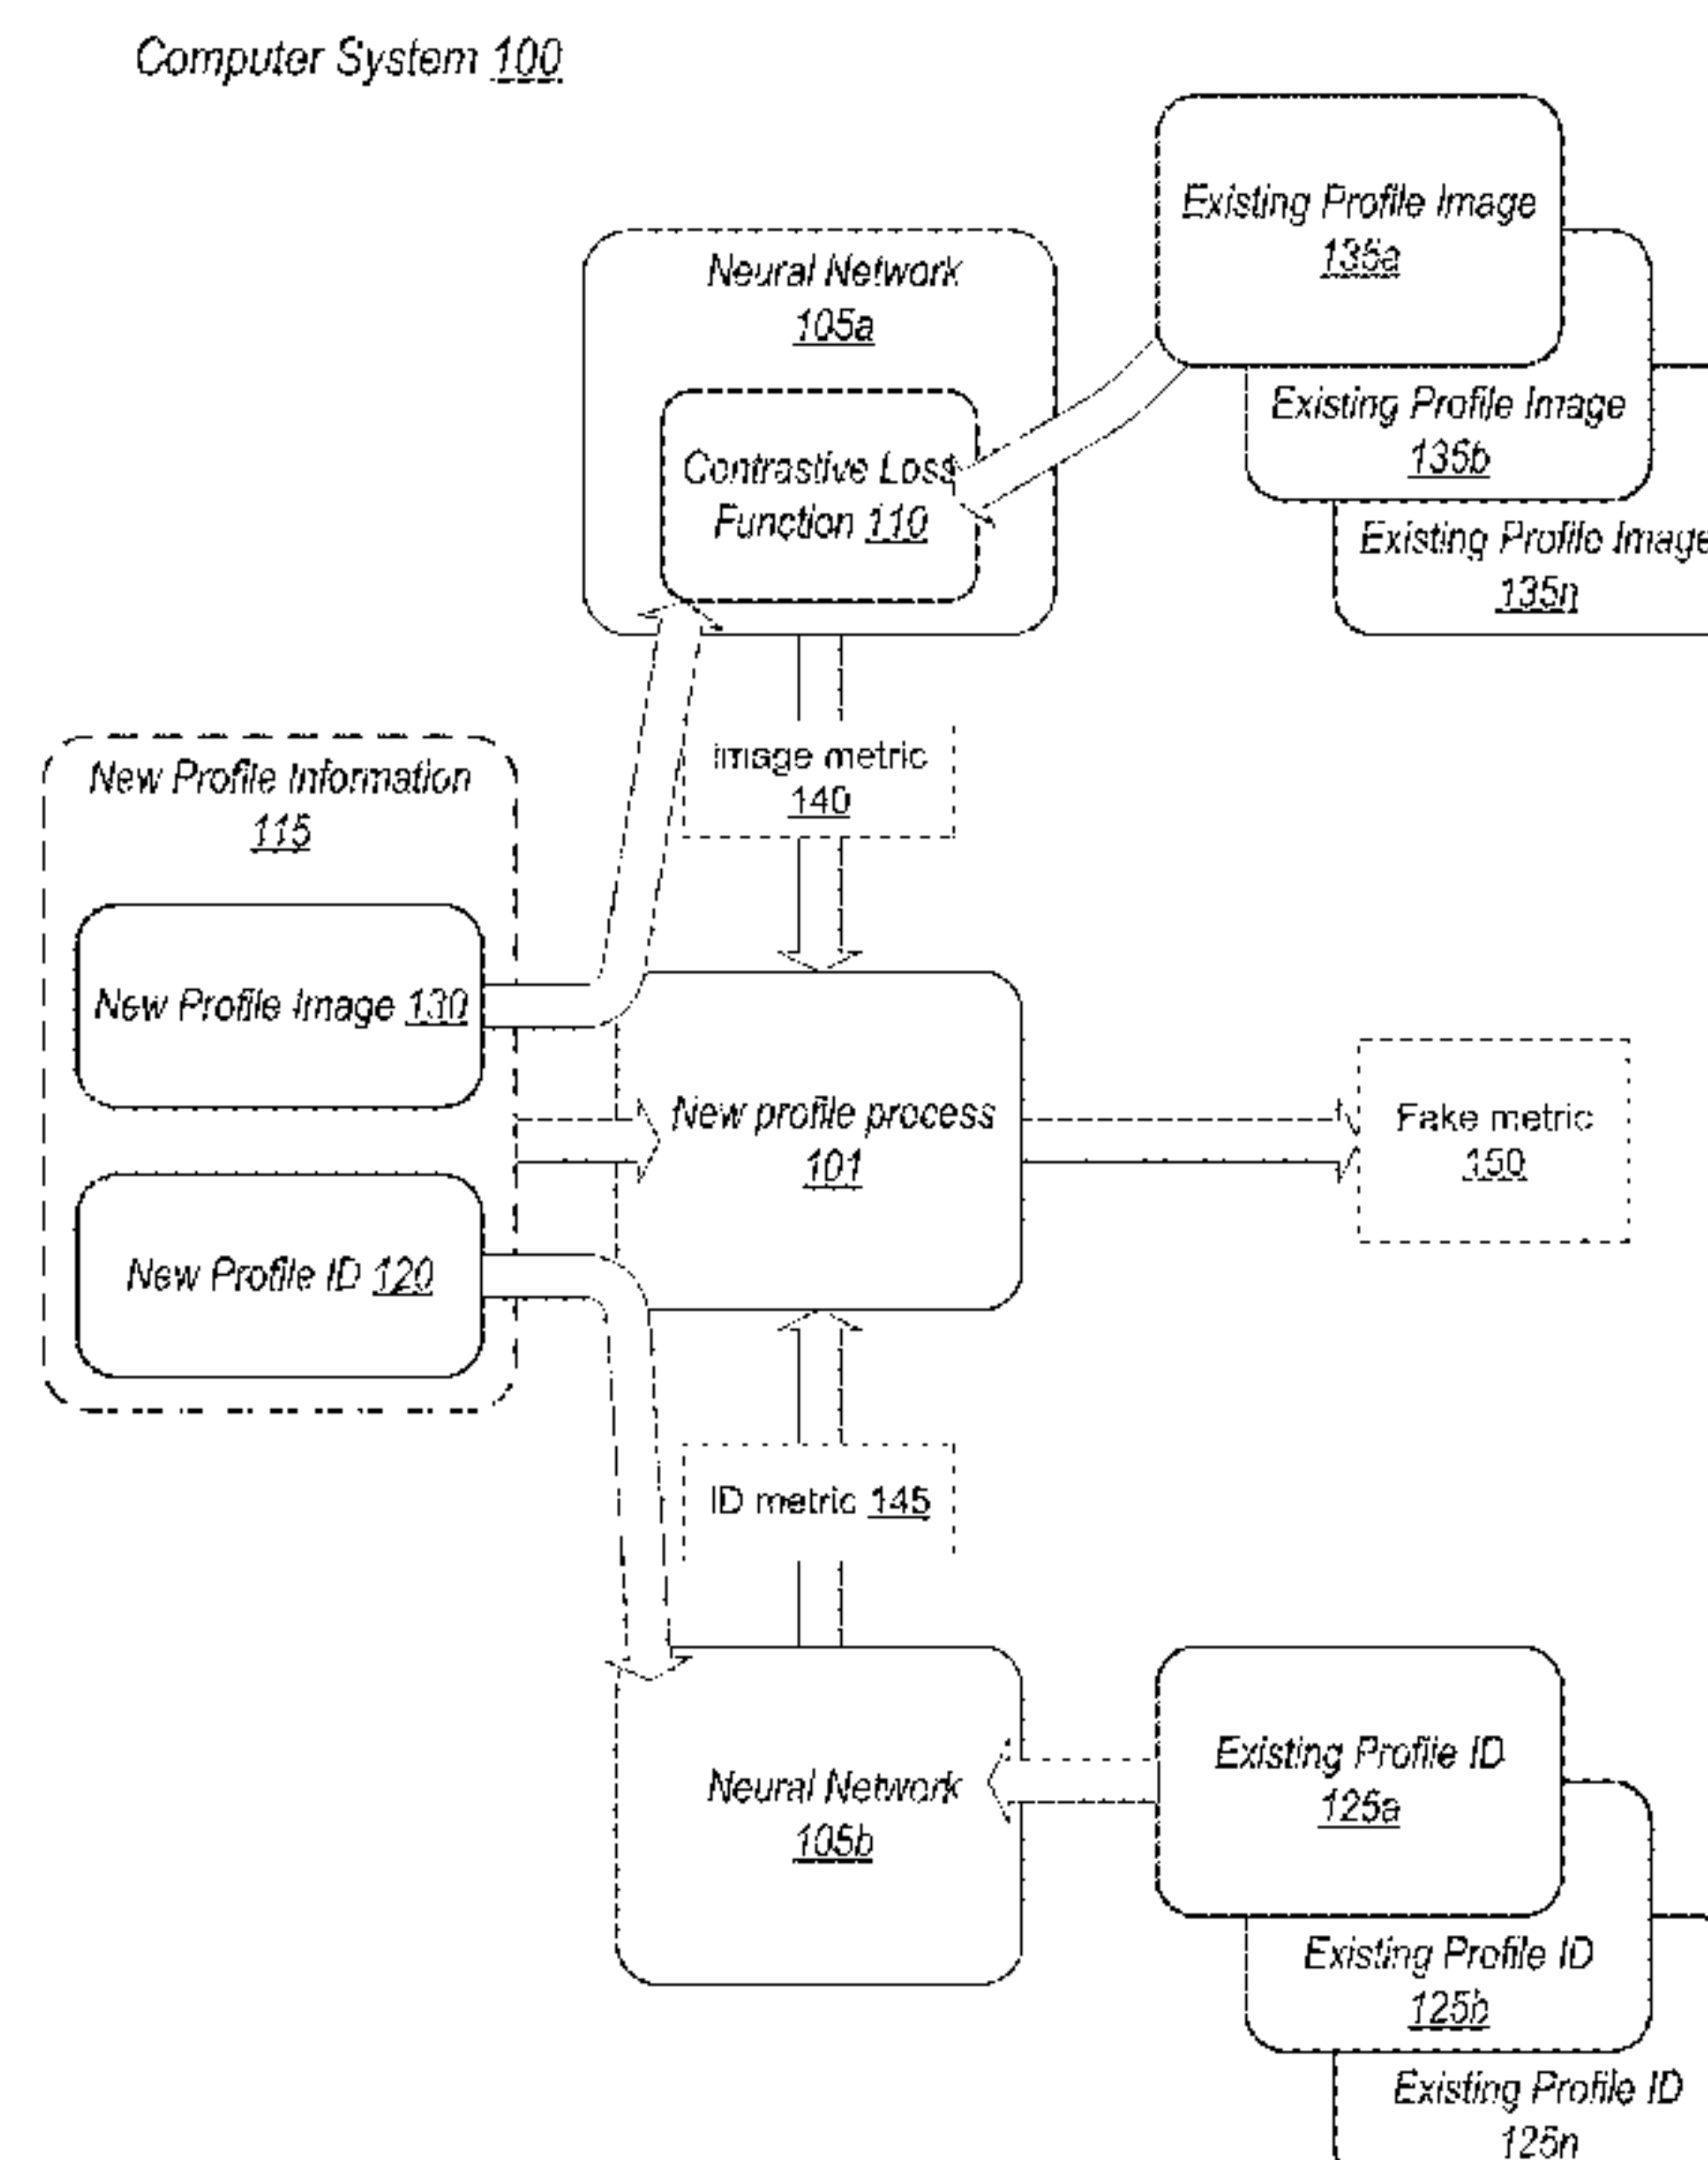 Computer System 100
Existing Profile Image
135a
Neural Network
105a
Existing Profile Image
135b
Contrastive Loss
Function 110
Existing Profile Image
135n
image metric
140
New Profile Information
115
New Profile Image 130
New profile process
101
Fake metric
150
New Profile ID 120
ID metric 145
Existing Profile ID
125a
Neural Network
105b
Existing Profile ID
125b
Existing Profile ID
125n